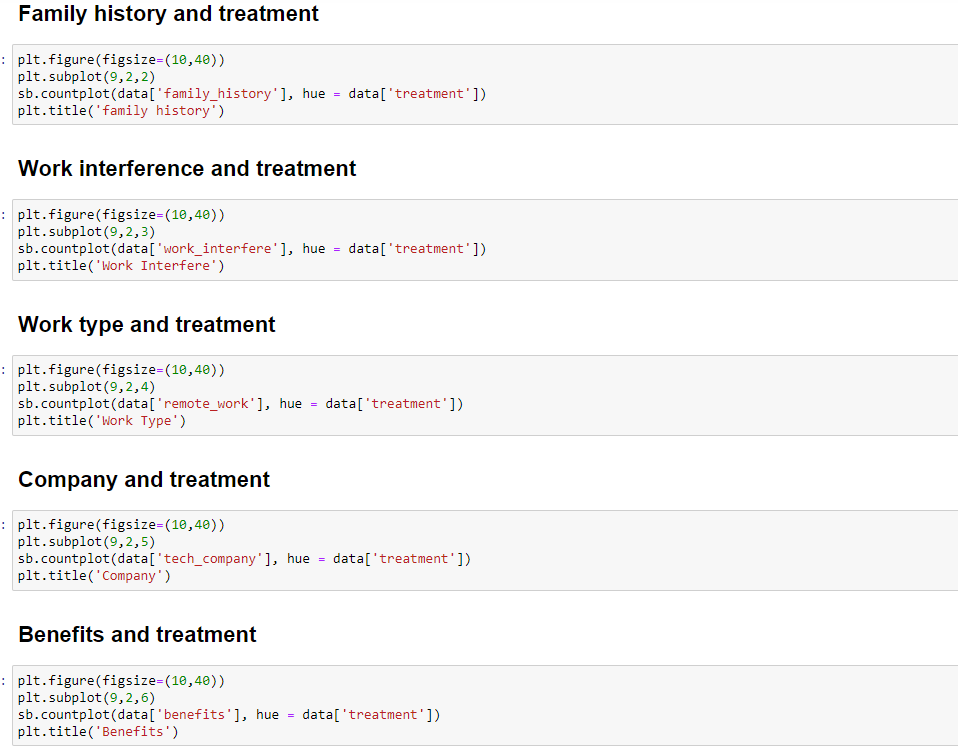 Family history and treatment
: plt.figure(figsize=(10,40))
plt.subplot(9,2,2)
sb.countplot(data['family_history'], hue = data['treatment'])
plt.title('family history')
Work interference and treatment
: plt.figure(figsize=(10,40))
plt.subplot(9,2,3)
sb.countplot(data['work_interfere'], hue = data['treatment'])
plt.title('Work Interfere')
Work type and treatment
: plt.figure(figsize=(10,40))
plt.subplot(9,2,4)
sb.countplot(data['remote_work'], hue = data['treatment'])
plt.title('Work Type')
Company and treatment
: plt.figure(figsize=(10,40))
plt.subplot(9,2,5)
sb.countplot(data['tech_company'], hue = data['treatment'])
plt.title('Company')
Benefits and treatment
: plt.figure(figsize=(10,40))
plt.subplot(9,2,6)
sb.countplot(data['benefits'], hue = data['treatment'])
plt.title('Benefits')